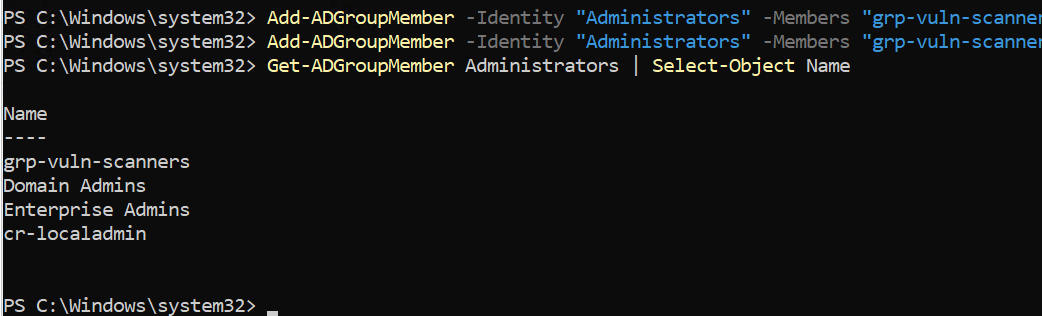 PS C:\Windows\system32> Add-ADGroupMember -Identity "Administrators" -Members "grp-vuln-scanner
PS C:\Windows\system32> Add-ADGroupMember -Identity "Administrators" -Members "grp-vuln-scanner
PS C:\Windows\system32> Get-ADGroupMember Administrators | Select-Object Name
Name
----
grp-vuln-scanners
Domain Admins
Enterprise Admins
cr-localadmin
PS C:\Windows\system32>